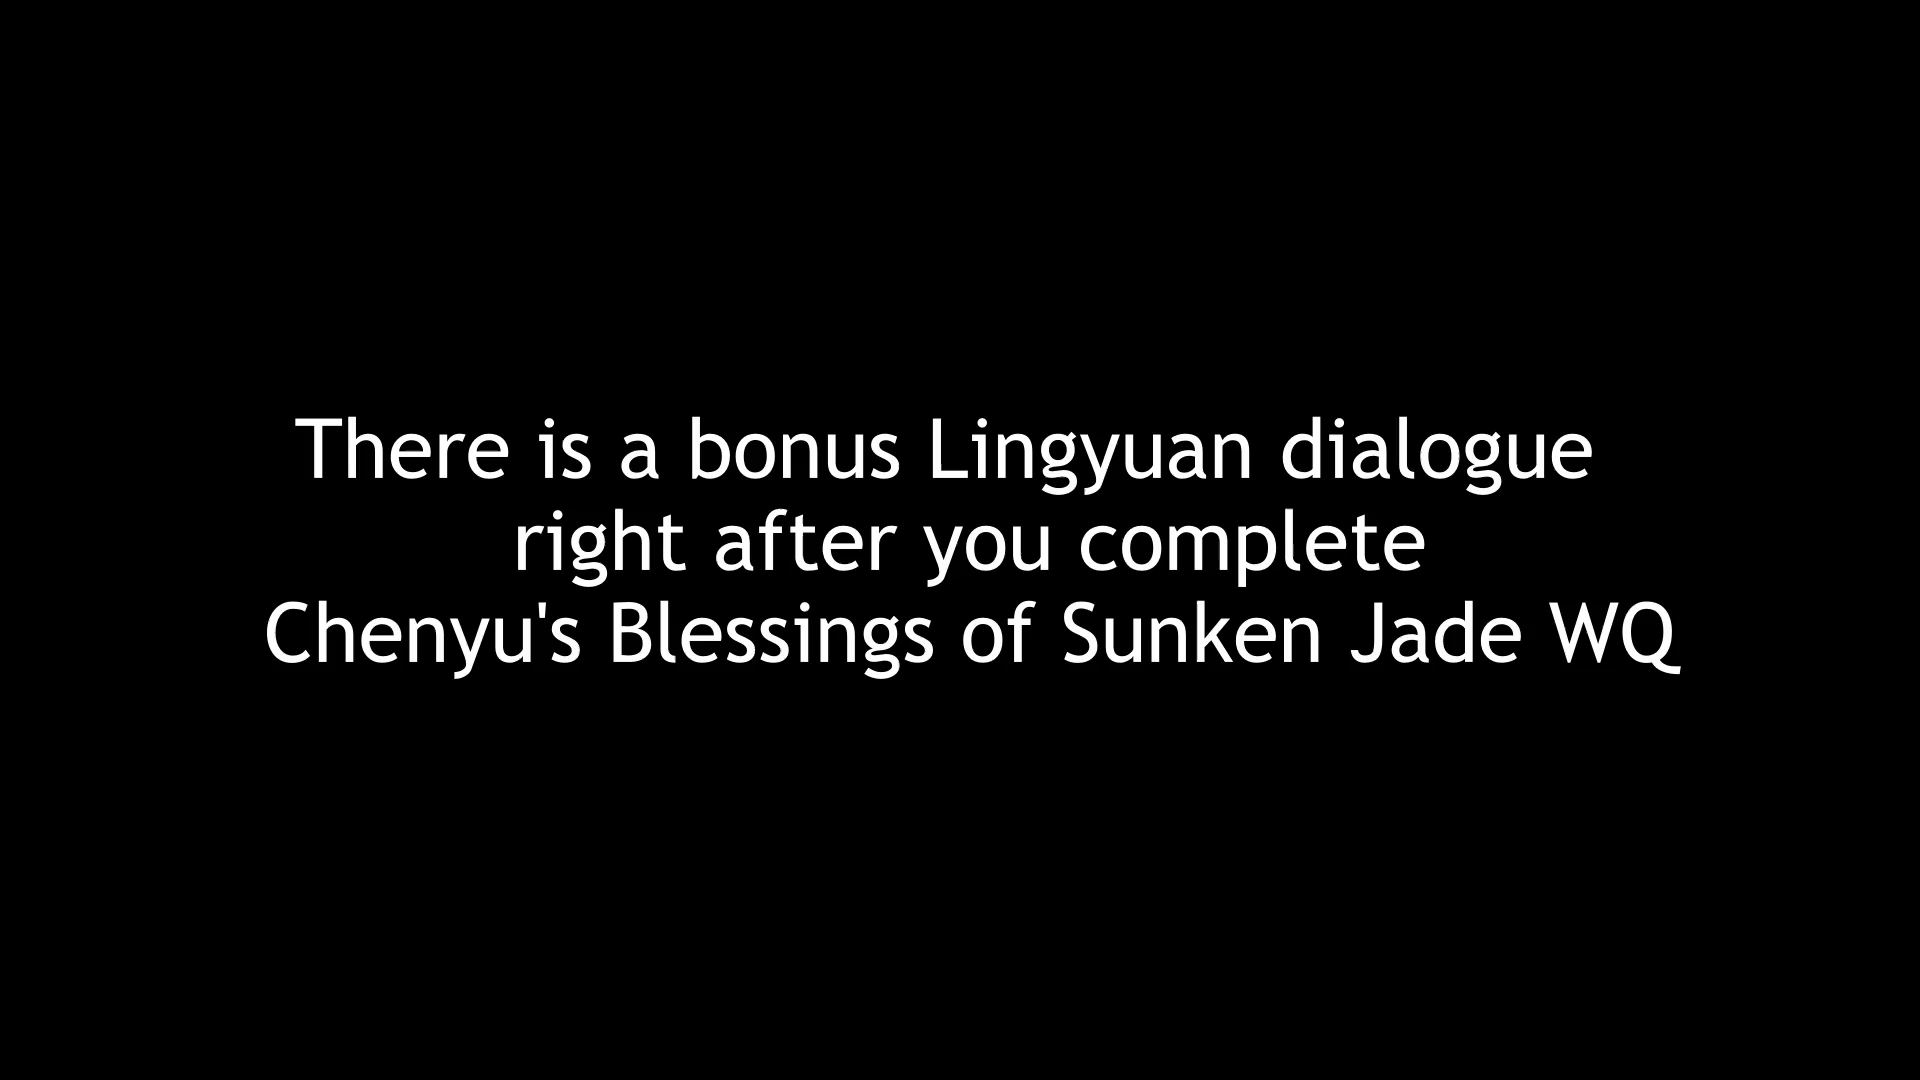 There is a bonus Lingyuan dialogue
right after you complete
Chenyu's Blessings of Sunken Jade WQ